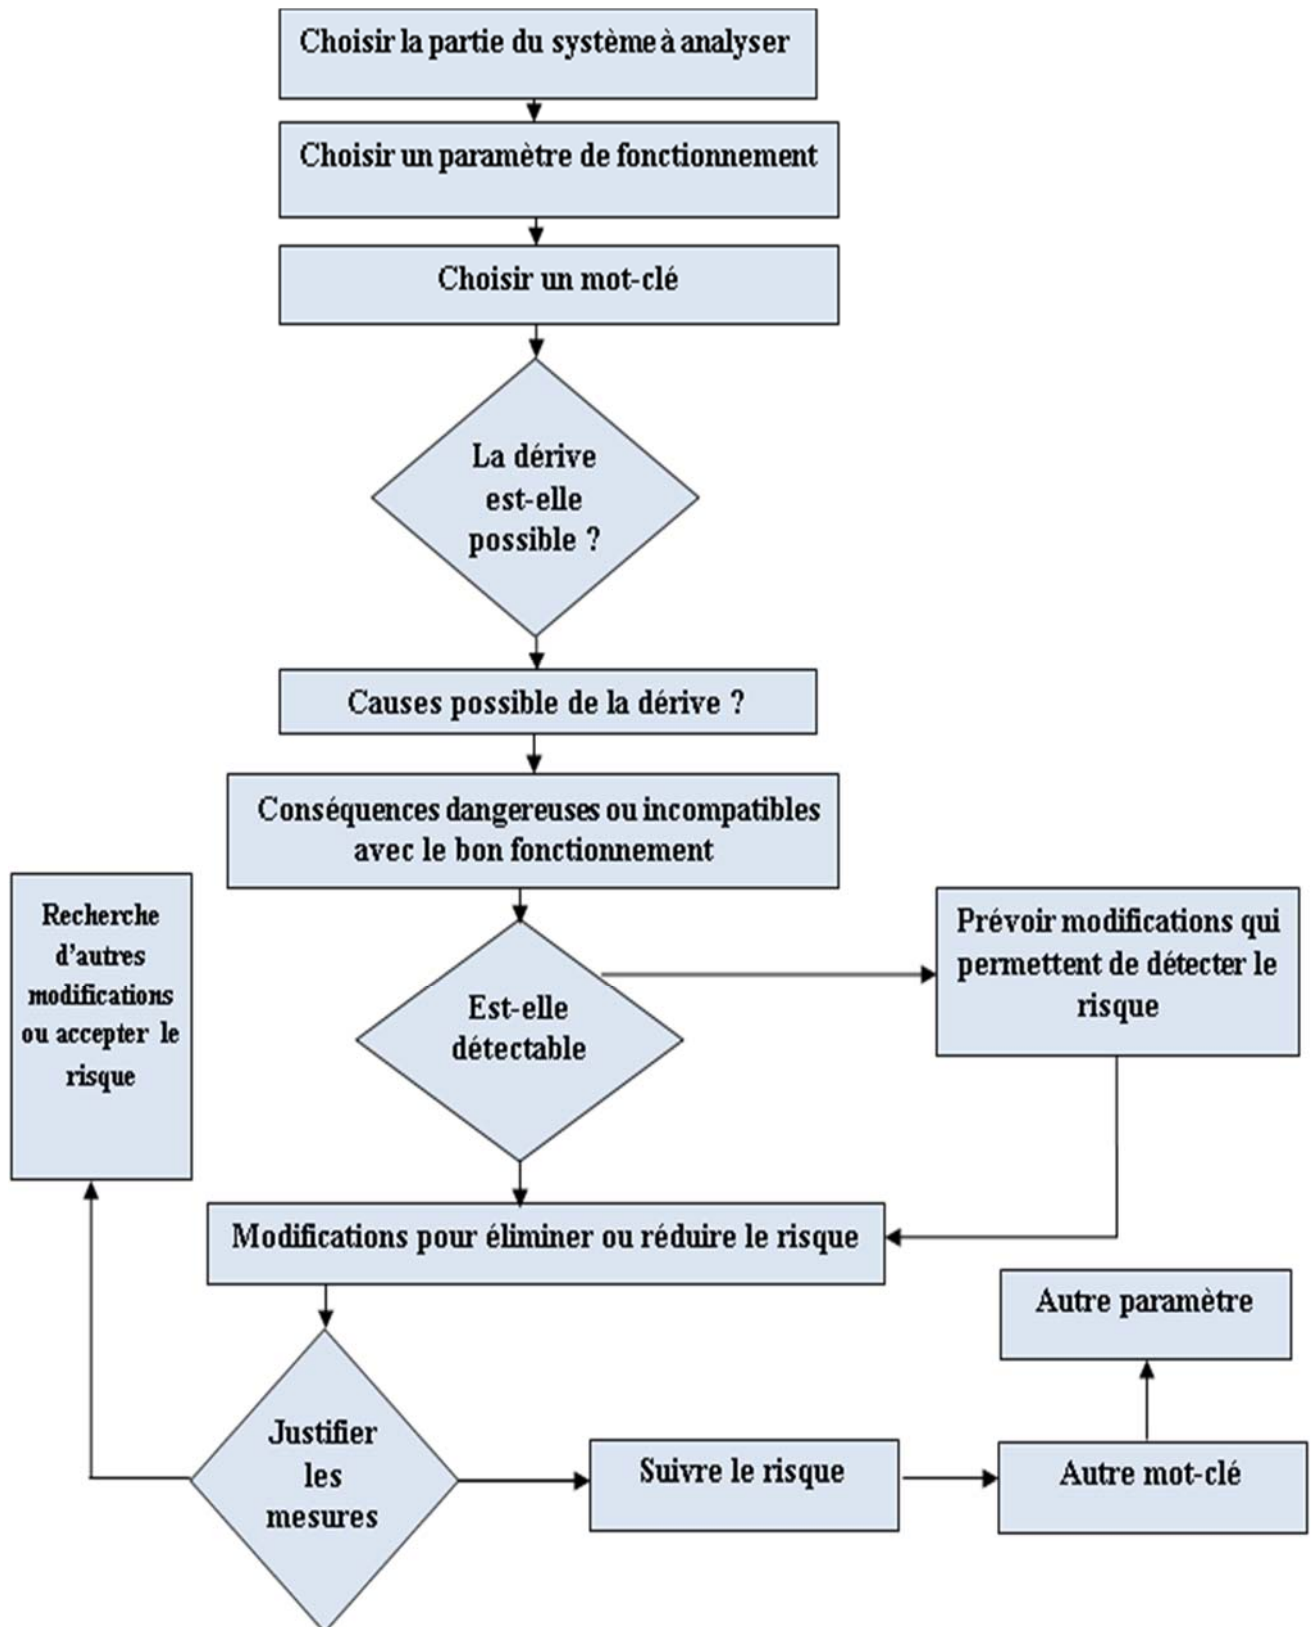 Choisir la partie du système à analyser
Choisir un paramètre de fonctionnement
Choisir un mot-clé
La dérive
est-elle
possible ?
Causes possible de la dérive ?
Conséquences dangereuses ou incompatibles
avec le bon fonctionnement
Recherche
d'autres
modifications
ou accepter le
risque
Est-elle
détectable
Prévoir modifications qui
permettent de détecter le
risque
Modifications pour éliminer ou réduire le risque
Autre paramètre
Justifier
les
mesures
Suivre le risque
Autre mot-clé